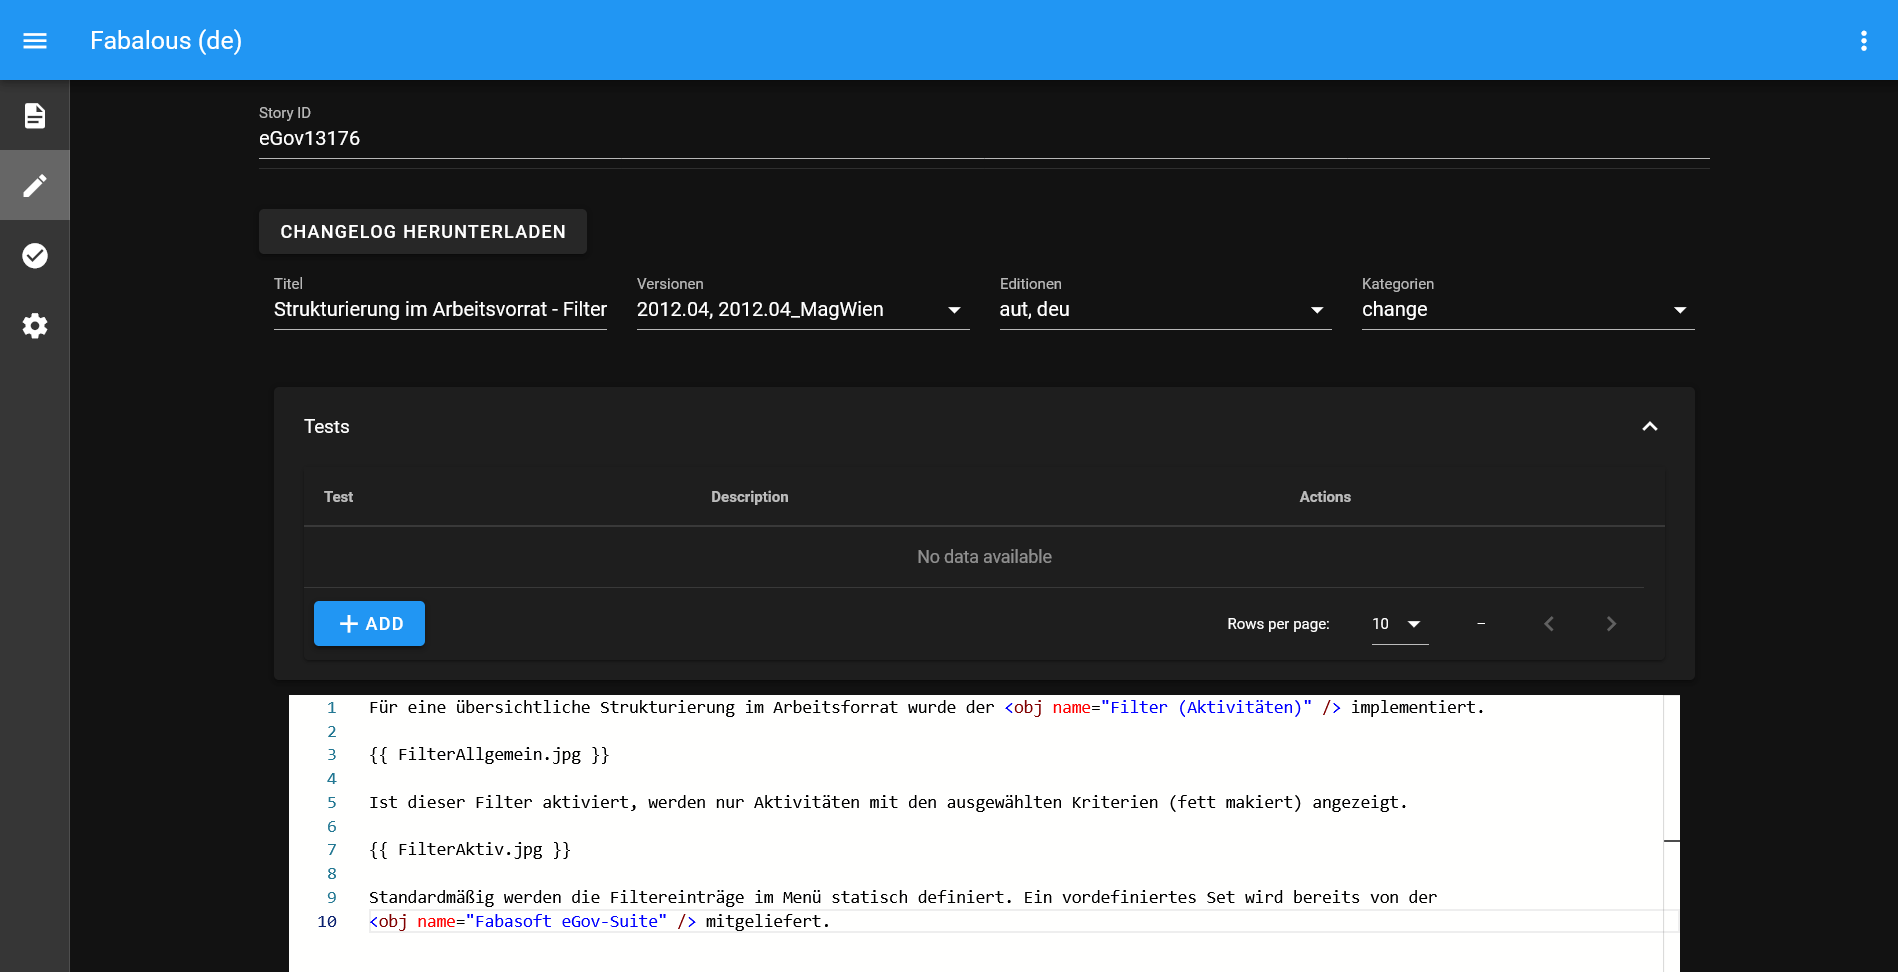 Fabalous (de)
Story ID
eGov13176
CHANGELOG HERUNTERLADEN
Titel Versionen Editionen Kategorien
Strukturierung im Arbeitsvorrat - Filter 2012.04, 2012.04_MagWien aut, deu change
Tests
Test Description Actions
No data available
ADD Rows per page: 10 –
1 Für eine übersichtliche Strukturierung im Arbeitsforrat wurde der <obj name="Filter (Aktivitäten)" /> implementiert.
2
3 {{ FilterAllgemein.jpg }}
4
5 Ist dieser Filter aktiviert, werden nur Aktivitäten mit den ausgewählten Kriterien (fett makiert) angezeigt.
6
7 {{ FilterAktiv.jpg }}
8
9 Standardmäßig werden die Filtereinträge im Menü statisch definiert. Ein vordefiniertes Set wird bereits von der
10 <obj name="Fabasoft eGov-Suite" /> mitgeliefert.